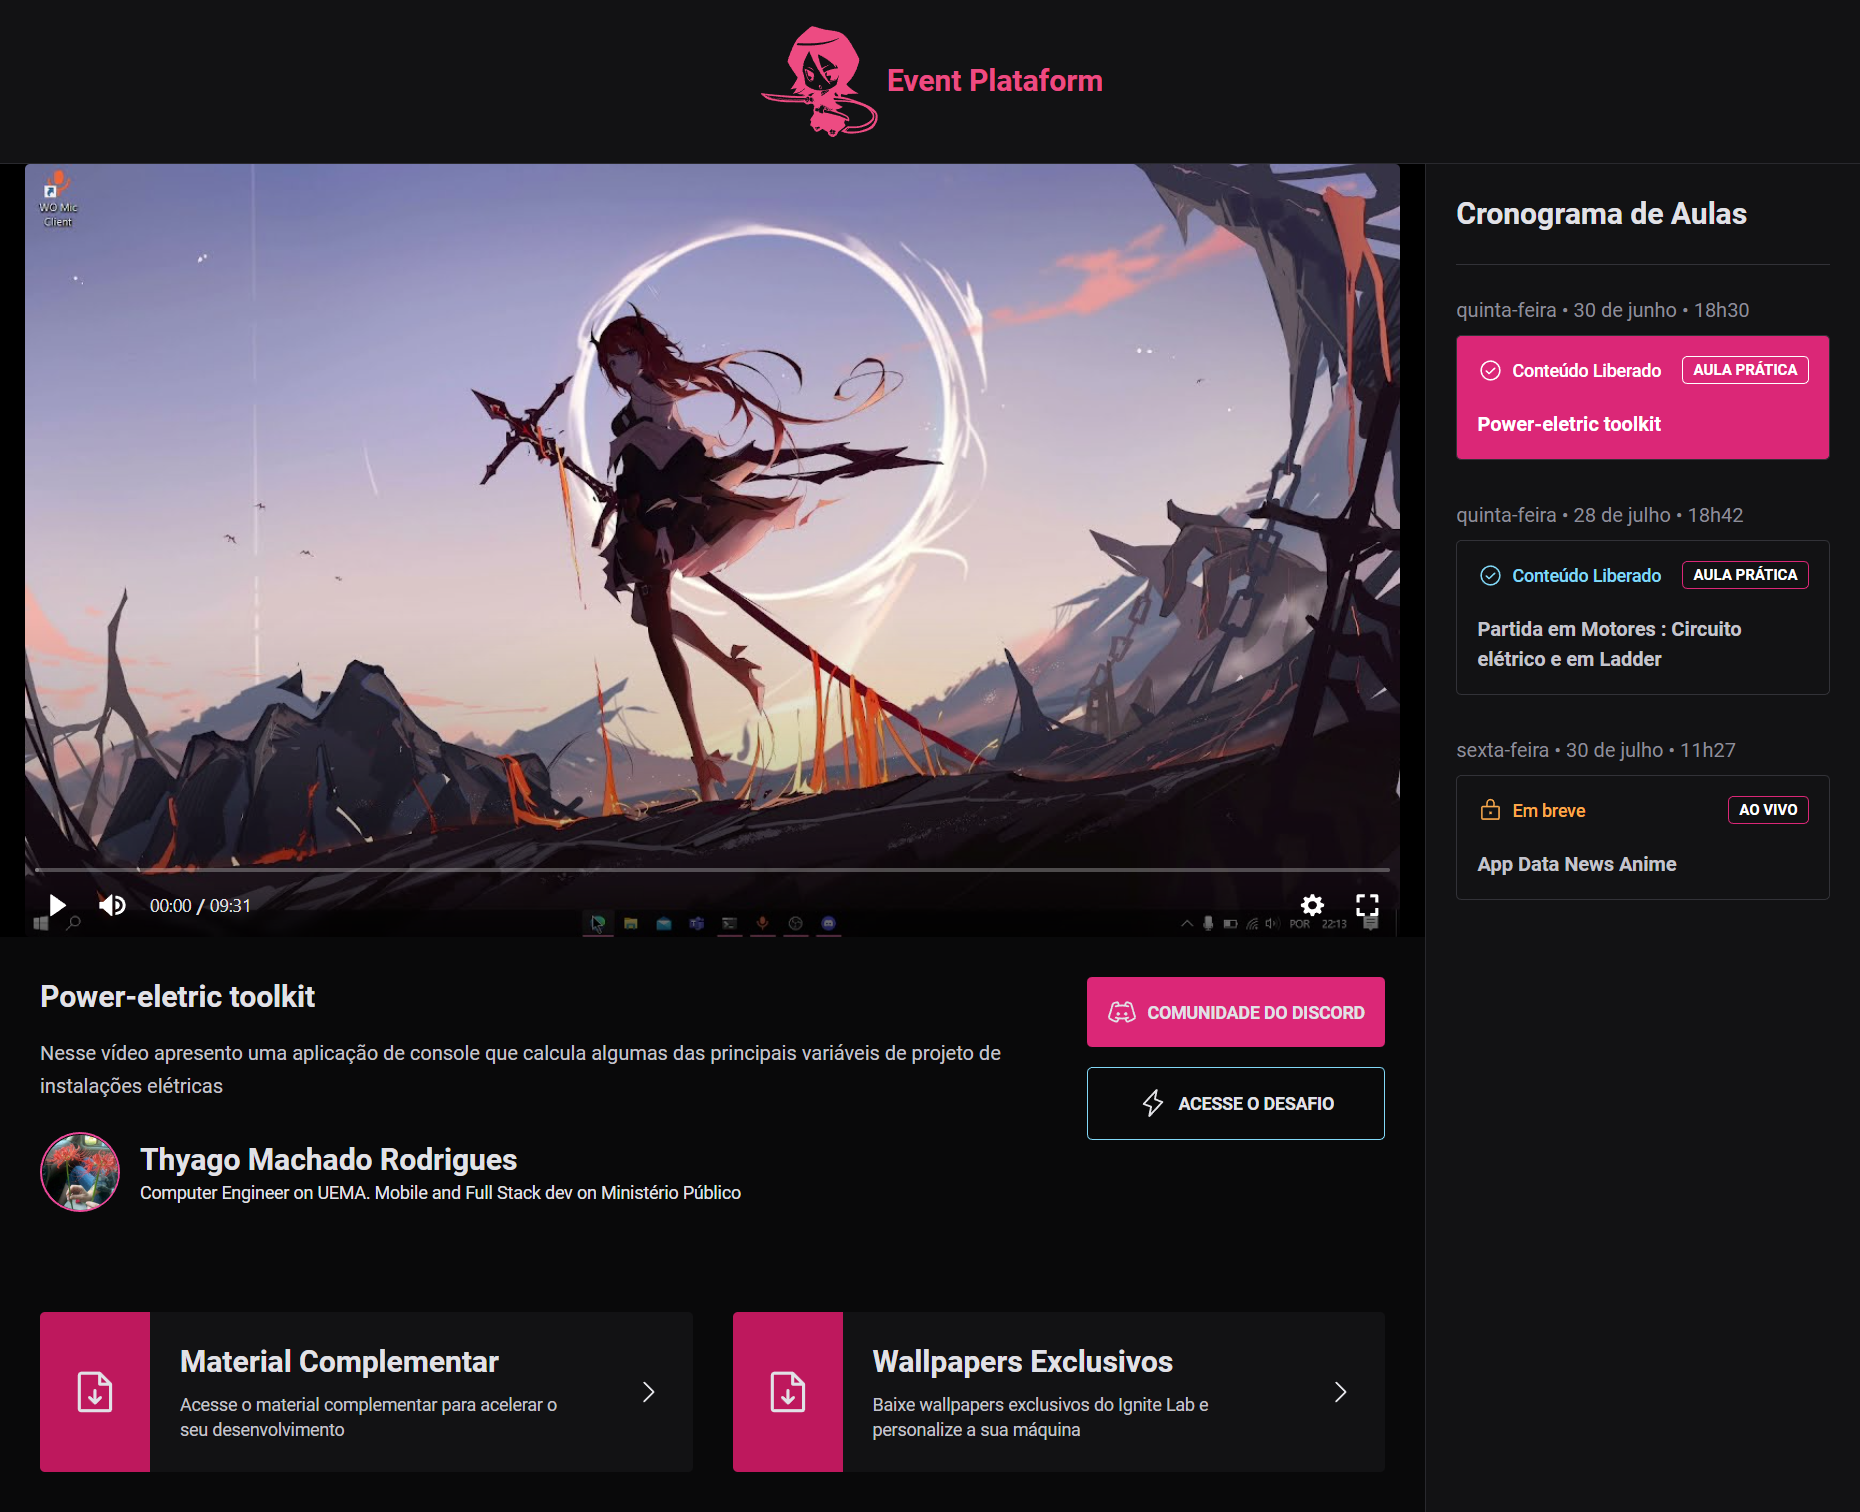 Event Plataform
WO Mic
Client
00:00 / 09:31
POR
22:13
Power-eletric toolkit
Nesse vídeo apresento uma aplicação de console que calcula algumas das principais variáveis de projeto de
instalações elétricas
Thyago Machado Rodrigues
Computer Engineer on UEMA. Mobile and Full Stack dev on Ministério Público
COMUNIDADE DO DISCORD
ACESSE O DESAFIO
Material Complementar
Acesse o material complementar para acelerar o
seu desenvolvimento
Wallpapers Exclusivos
Baixe wallpapers exclusivos do Ignite Lab e
personalize a sua máquina
Cronograma de Aulas
quinta-feira • 30 de junho • 18h30
Conteúdo Liberado AULA PRÁTICA
Power-eletric toolkit
quinta-feira • 28 de julho • 18h42
Conteúdo Liberado AULA PRÁTICA
Partida em Motores : Circuito
elétrico e em Ladder
sexta-feira • 30 de julho • 11h27
Em breve AO VIVO
App Data News Anime